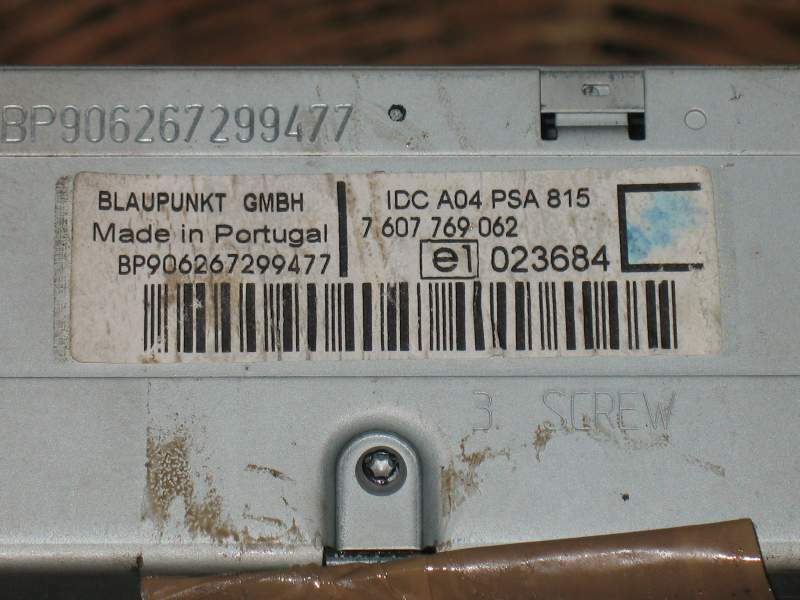 BP906267299477
BLAUPUNKT GMBH
Made in Portugal
BP906267299477
IDC A04 PSA 815
7 607 769 062
e1 023684
3. SCREW